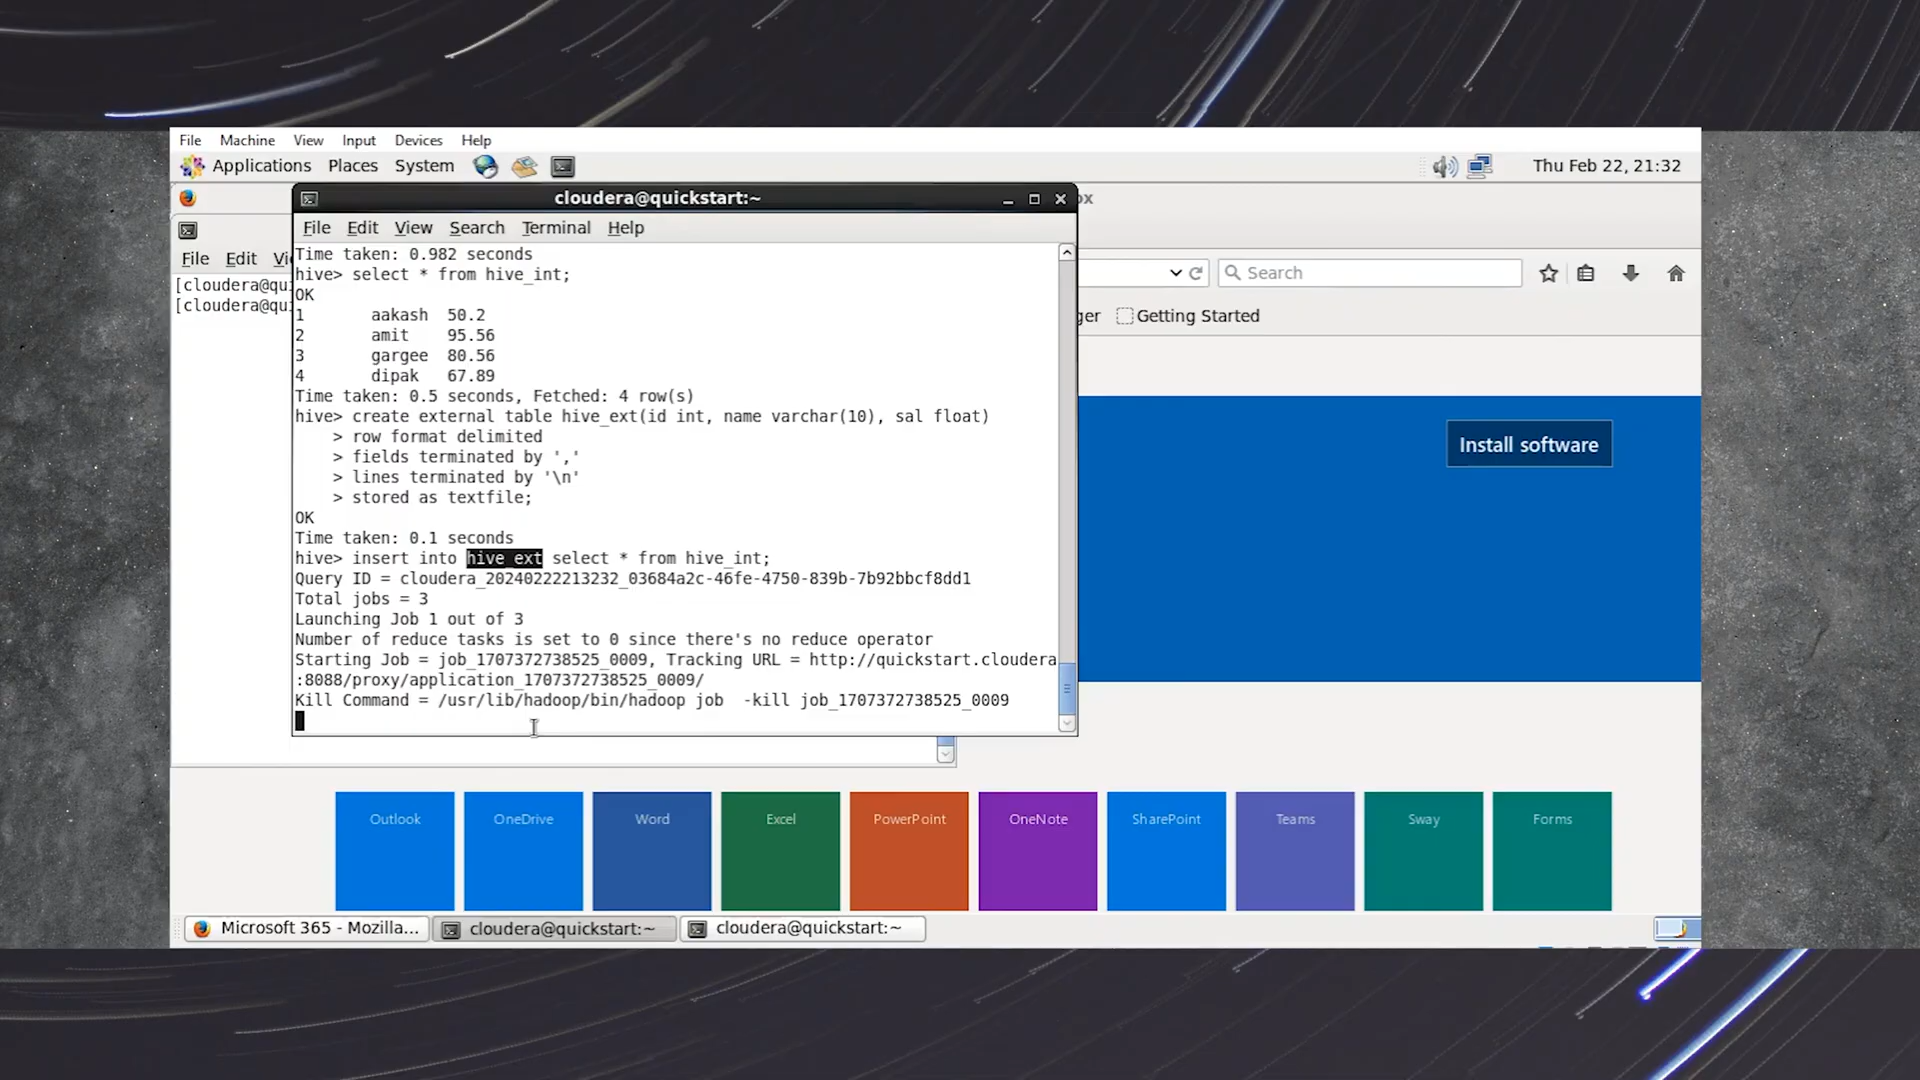 File Machine View Input Devices Help
Applications Places System Thu Feb 22, 21:32
cloudera@quickstart:~
File Edit View Search Terminal Help
Time taken: 0.982 seconds
hive> select * from hive_int;
OK
1 aakash 50.2
2 amit 95.56
3 gargee 80.56
4 dipak 67.89
Time taken: 0.5 seconds, Fetched: 4 row(s)
hive> create external table hive_ext(id int, name varchar(10), sal float)
> row format delimited
> fields terminated by ','
> lines terminated by '\n'
> stored as textfile;
OK
Time taken: 0.1 seconds
hive> insert into hive_ext select * from hive_int;
Query ID = cloudera_20240222213232_03684a2c-46fe-4750-839b-7b92bbcf8dd1
Total jobs = 3
Launching Job 1 out of 3
Number of reduce tasks is set to 0 since there's no reduce operator
Starting Job = job_1707372738525_0009, Tracking URL = http://quickstart.cloudera
:8088/proxy/application_1707372738525_0009/
Kill Command = /usr/lib/hadoop/bin/hadoop job -kill job_1707372738525_0009
File Edit Vi
[cloudera@qui
[cloudera@qui
ox
Search
ger Getting Started
Install software
Outlook OneDrive Word Excel PowerPoint OneNote SharePoint Teams Sway Forms
Microsoft 365 - Mozilla... cloudera@quickstart:~ cloudera@quickstart:~